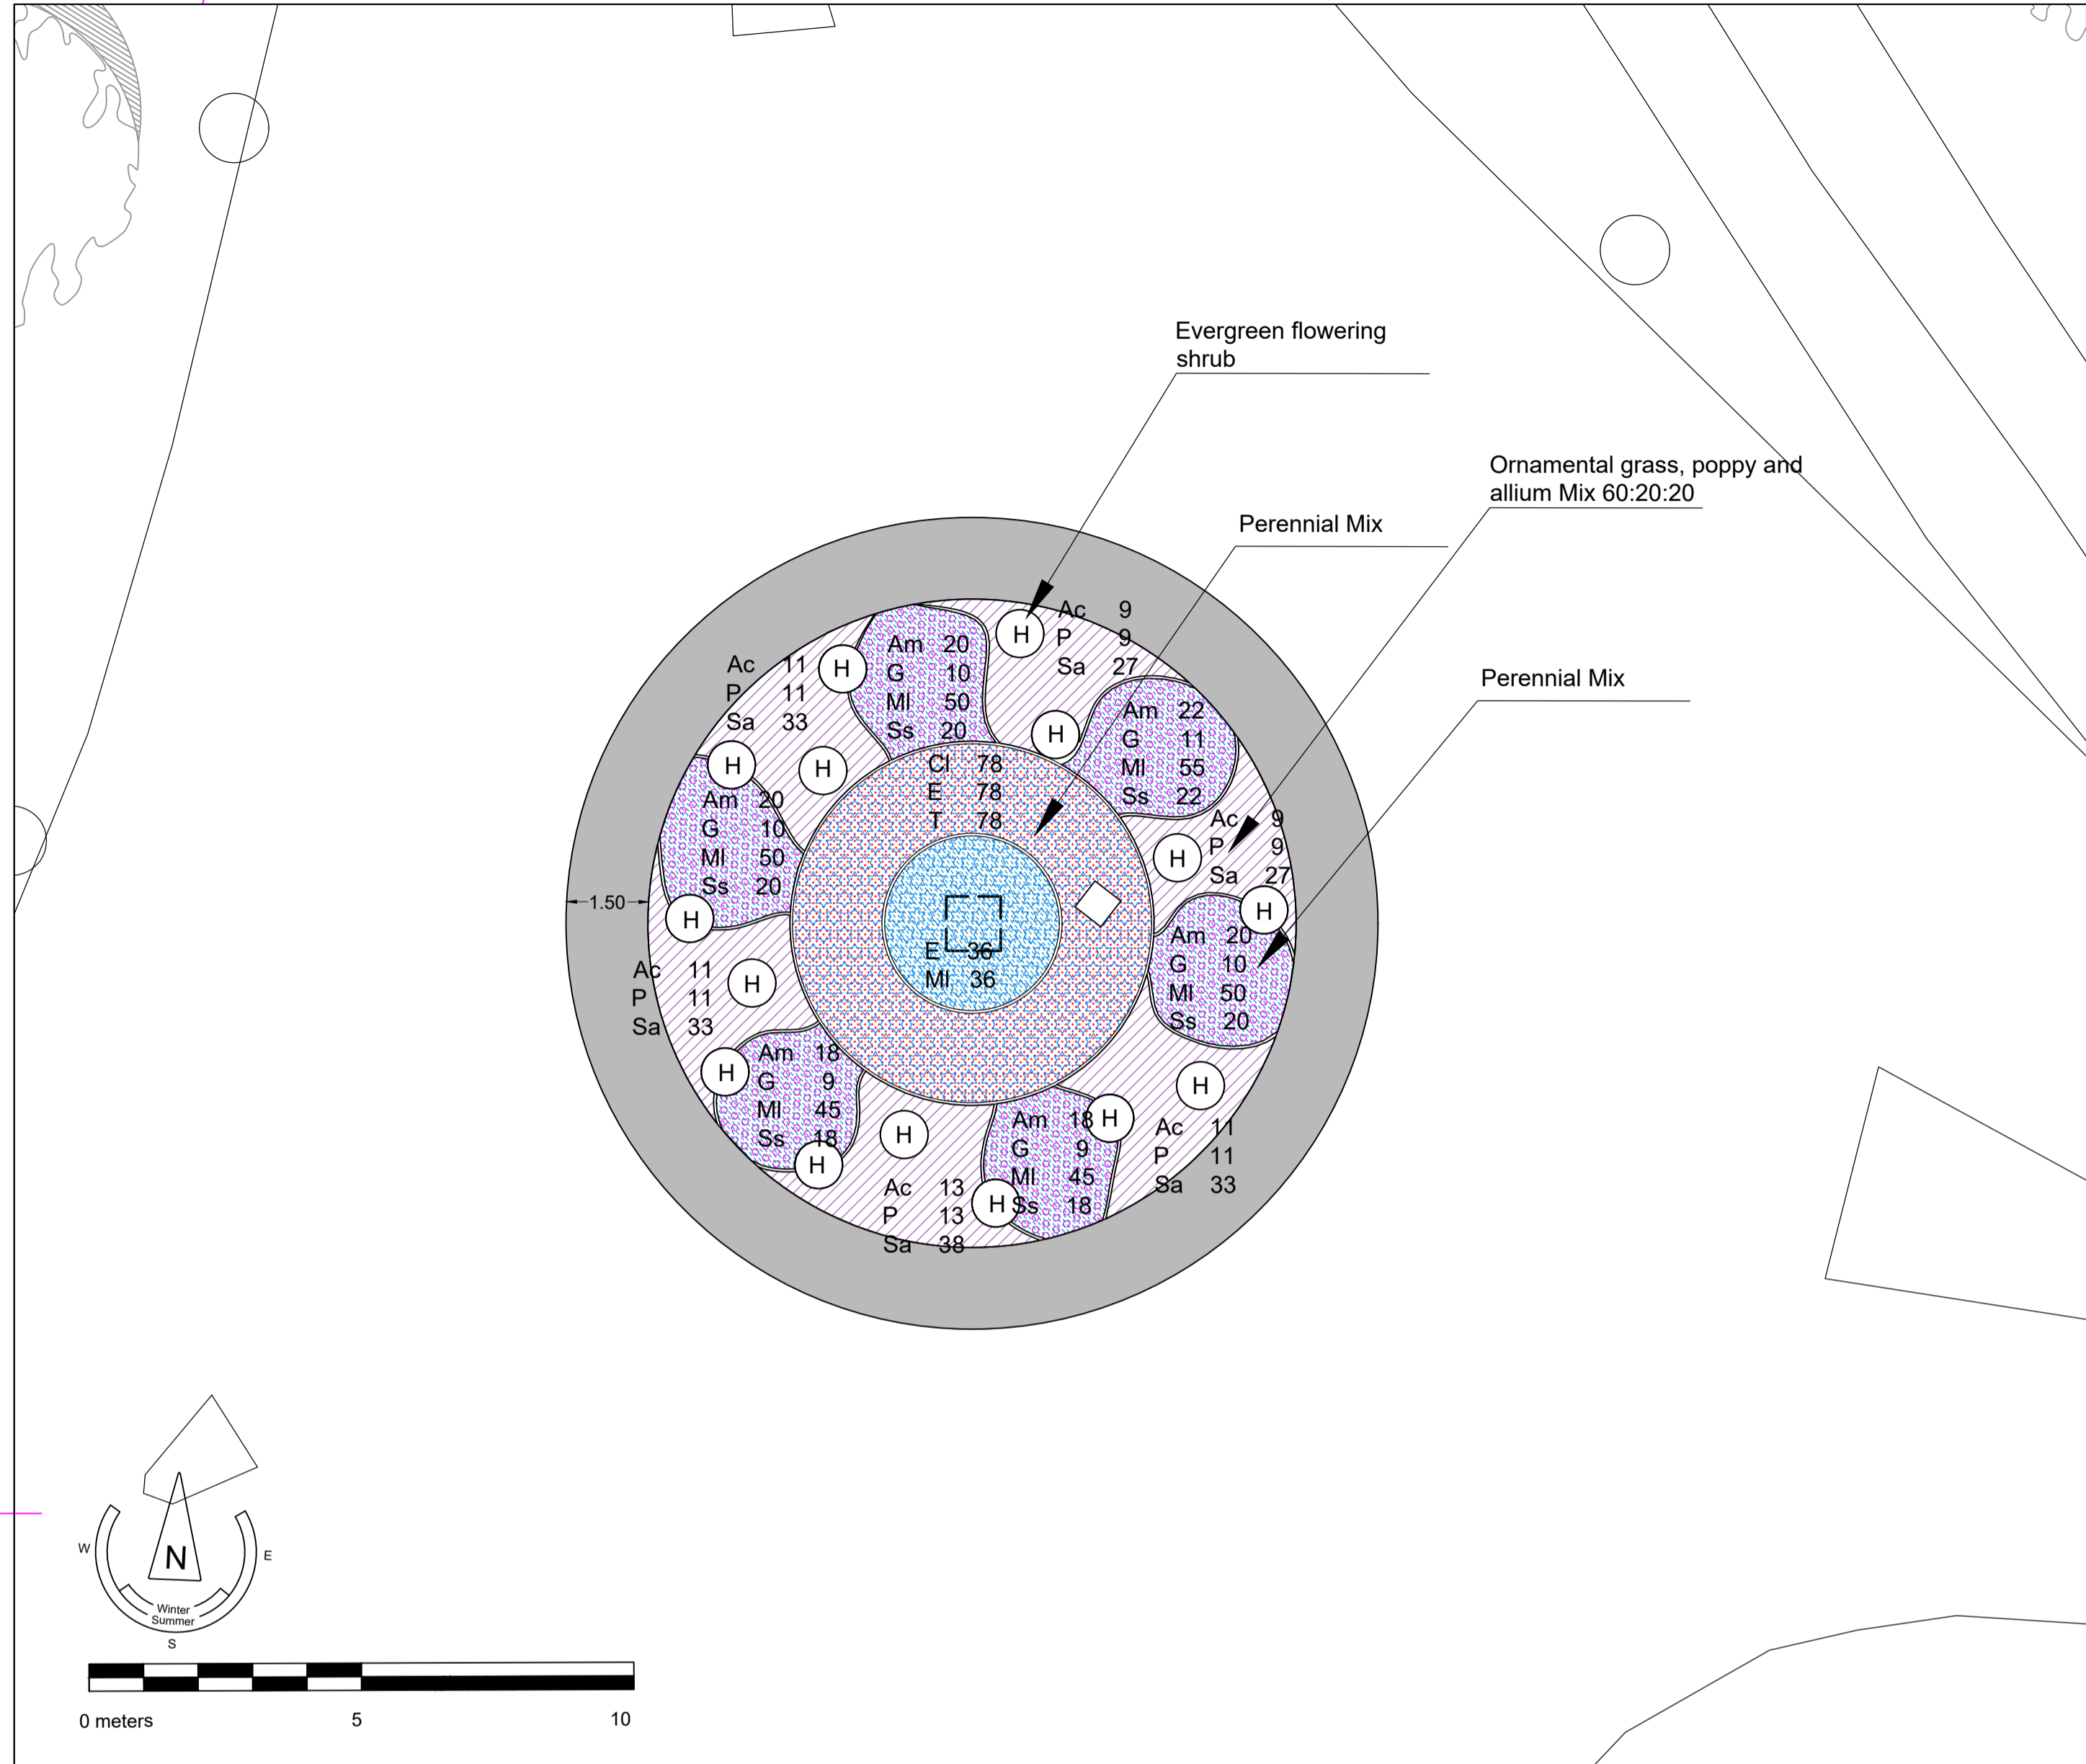 Evergreen flowering
shrub
Ornamental grass, poppy and
allium Mix 60:20:20
Perennial Mix
Perennial Mix
H
Ac 9
P 9
Sa 27
H
Am 20
G 10
Ml 50
Ss 20
Ac 11
P 11
Sa 33
H
Am 22
G 11
Ml 55
Ss 22
H
H
Cl 78
E 78
T 78
Am 20
G 10
Ml 50
Ss 20
Ac 9
P 9
Sa 27
H
H
H
1.50
E 36
Ml 36
Am 20
G 10
Ml 50
Ss 20
Ac 11
P 11
Sa 33
H
H
Am 18
G 9
Ml 45
Ss 18
H
H
H
Am 18
G 9
Ml 45
Ss 18
H
H
Ac 11
P 11
Sa 33
Ac 13
P 13
Sa 38
N
W
E
Winter
Summer
S
0 meters 5 10